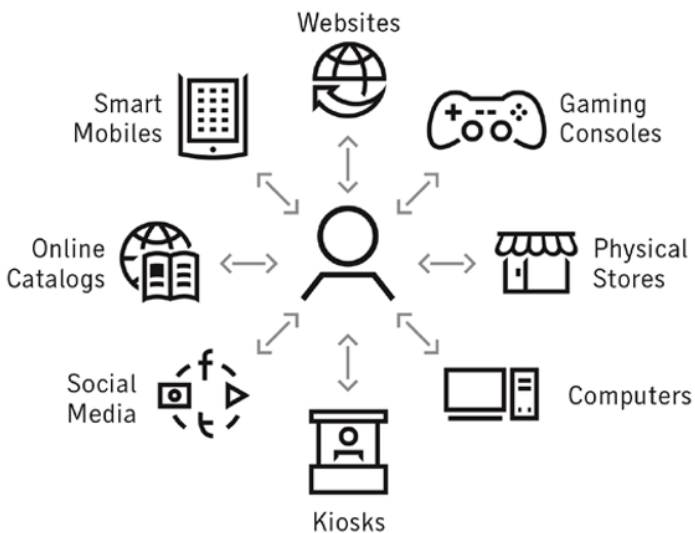 Websites
Smart
Mobiles
Gaming
Consoles
Online
Catalogs
Physical
Stores
Social
Media
Computers
Kiosks